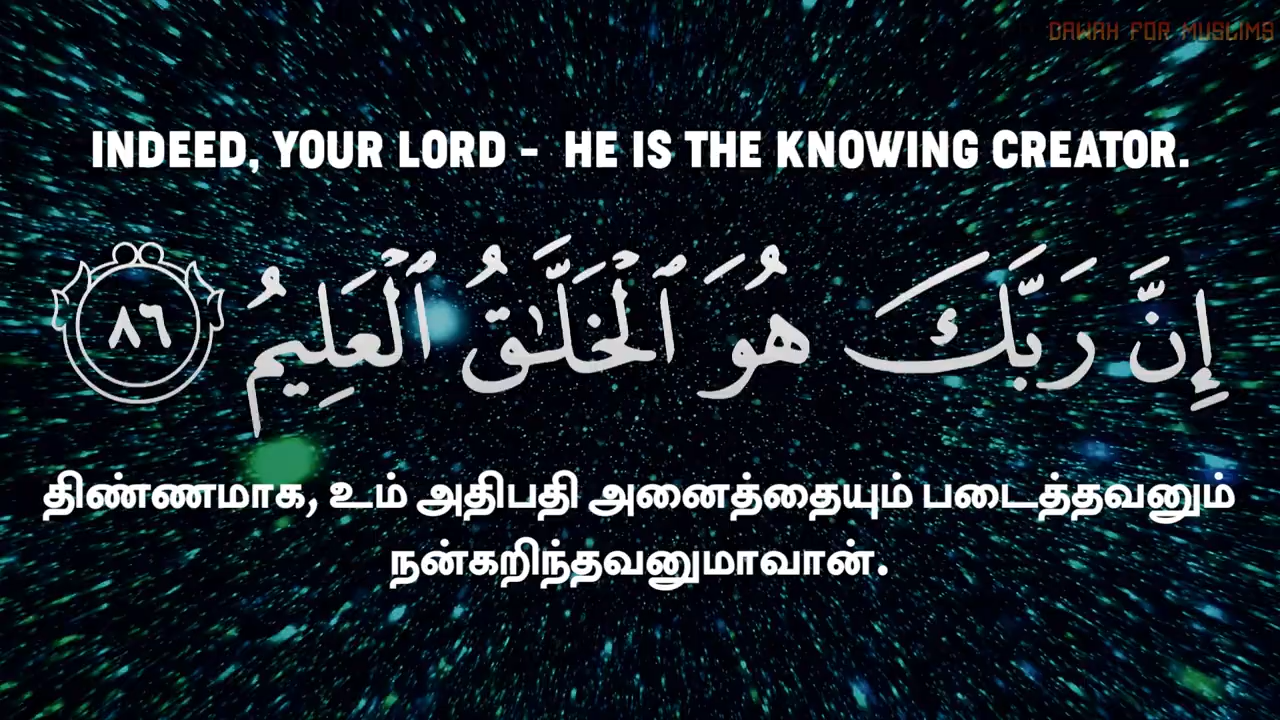 DAWAH FOR MUSLIMS
INDEED, YOUR LORD - HE IS THE KNOWING CREATOR.
إِنَّ رَبَّكَ هُوَ ٱلْخَلَّـٰقُ ٱلْعَلِيمُ ٨٦
திண்ணமாக, உம் அதிபதி அனைத்தையும் படைத்தவனும்
நன்கறிந்தவனுமாவான்.